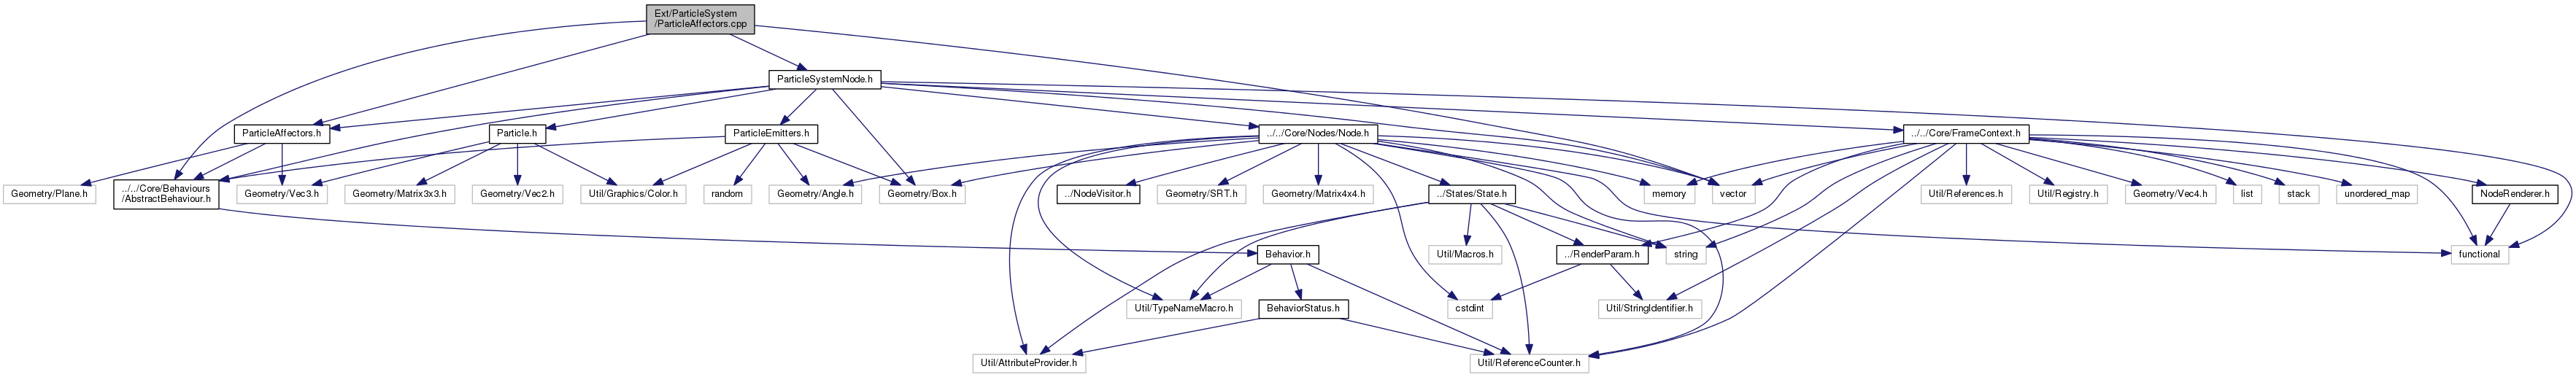 Ext/ParticleSystem
/ParticleAffectors.cpp
ParticleSystemNode.h
ParticleAffectors.h
Particle.h
ParticleEmitters.h
../../Core/Nodes/Node.h
../../Core/FrameContext.h
Geometry/Plane.h
../../Core/Behaviours
/AbstractBehaviour.h
Geometry/Vec3.h
Geometry/Matrix3x3.h
Geometry/Vec2.h
Util/Graphics/Color.h
random
Geometry/Angle.h
Geometry/Box.h
../NodeVisitor.h
Geometry/SRT.h
Geometry/Matrix4x4.h
../States/State.h
memory
vector
Util/References.h
Util/Registry.h
Geometry/Vec4.h
list
stack
unordered_map
NodeRenderer.h
Behavior.h
Util/Macros.h
../RenderParam.h
string
functional
Util/TypeNameMacro.h
BehaviorStatus.h
cstdint
Util/StringIdentifier.h
Util/AttributeProvider.h
Util/ReferenceCounter.h